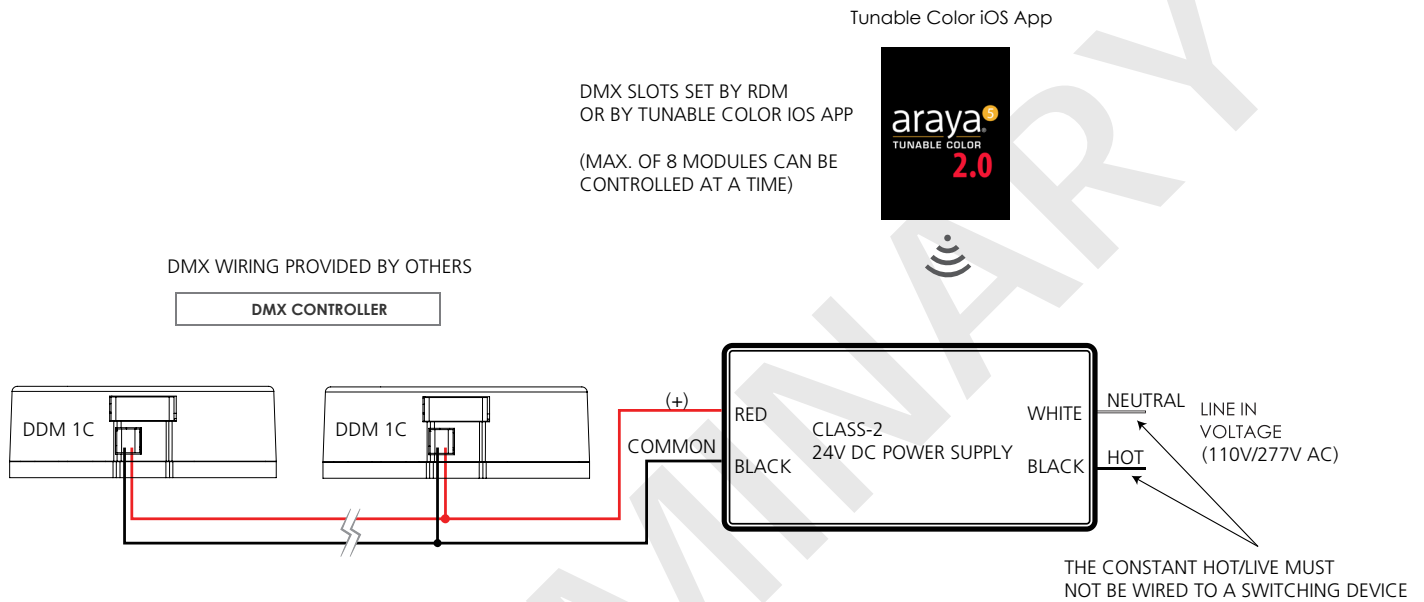 Tunable Color iOS App
DMX SLOTS SET BY RDM
OR BY TUNABLE COLOR IOS APP
(MAX. OF 8 MODULES CAN BE
CONTROLLED AT A TIME)
araya 5
TUNABLE COLOR
2.0
DMX WIRING PROVIDED BY OTHERS
DMX CONTROLLER
DDM 1C
DDM 1C
(+)
COMMON
RED
BLACK
CLASS-2
24V DC POWER SUPPLY
WHITE
BLACK
NEUTRAL
HOT
LINE IN
VOLTAGE
(110V/277V AC)
THE CONSTANT HOT/LIVE MUST
NOT BE WIRED TO A SWITCHING DEVICE
MINARY